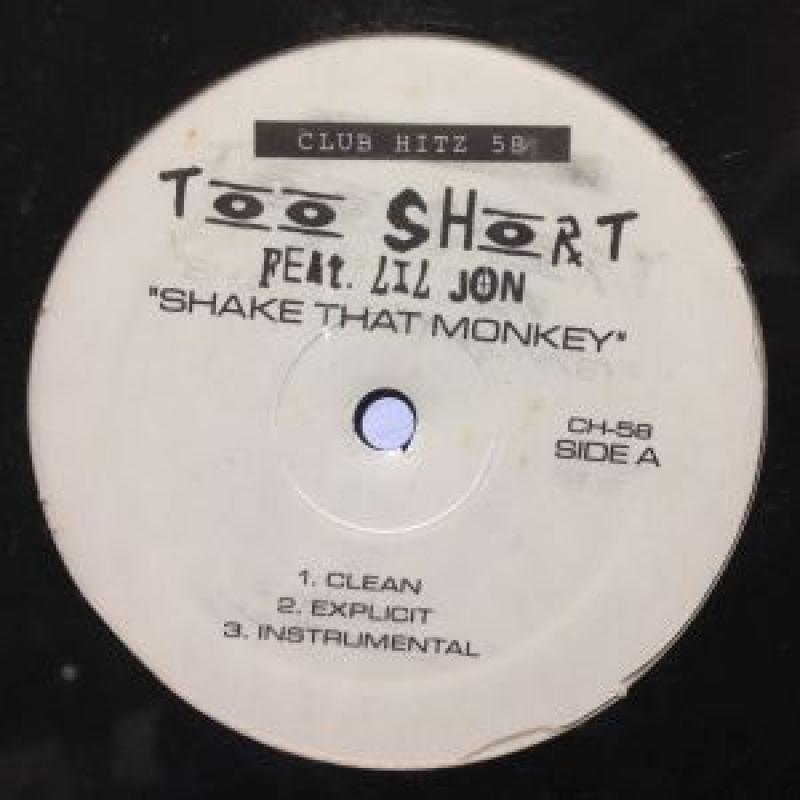 CLUB HITZ 58
TOO SHORT
FEAt. LIL JON
"SHAKE THAT MONKEY"
CH-58
SIDE A
1. CLEAN
2. EXPLICIT
3. INSTRUMENTAL